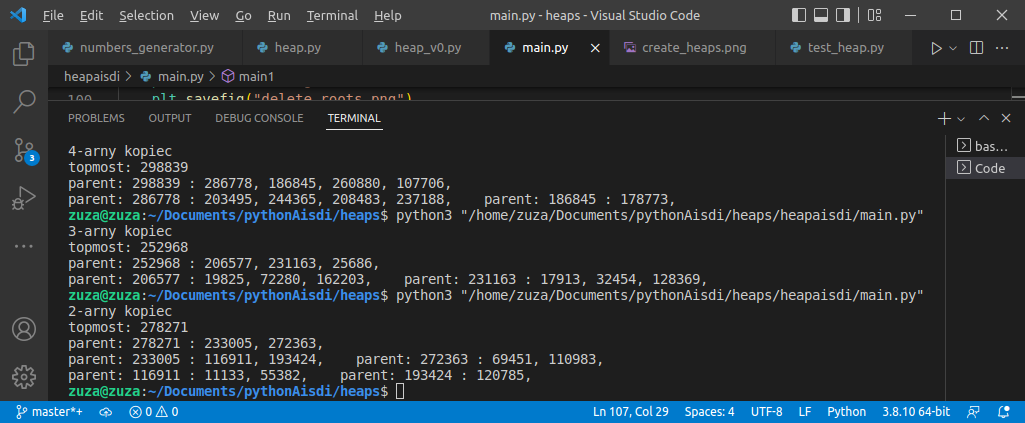 File Edit Selection View Go Run Terminal Help main.py - heaps - Visual Studio Code
numbers_generator.py heap.py heap_v0.py main.py create_heaps.png test_heap.py
heapaisdi > main.py > main1
100 plt.savefig("delete_roots.png")
PROBLEMS OUTPUT DEBUG CONSOLE TERMINAL
4-arny kopiec
topmost: 298839
parent: 298839 : 286778, 186845, 260880, 107706,
parent: 286778 : 203495, 244365, 208483, 237188,    parent: 186845 : 178773,
zuza@zuza:~/Documents/pythonAisdi/heaps$ python3 "/home/zuza/Documents/pythonAisdi/heaps/heapaisdi/main.py"
3-arny kopiec
topmost: 252968
parent: 252968 : 206577, 231163, 25686,
parent: 206577 : 19825, 72280, 162203,    parent: 231163 : 17913, 32454, 128369,
zuza@zuza:~/Documents/pythonAisdi/heaps$ python3 "/home/zuza/Documents/pythonAisdi/heaps/heapaisdi/main.py"
2-arny kopiec
topmost: 278271
parent: 278271 : 233005, 272363,
parent: 233005 : 116911, 193424,    parent: 272363 : 69451, 110983,
parent: 116911 : 11133, 55382,    parent: 193424 : 120785,
zuza@zuza:~/Documents/pythonAisdi/heaps$
bas...
Code
3
master*+ 0 0 Ln 107, Col 29 Spaces: 4 UTF-8 LF Python 3.8.10 64-bit